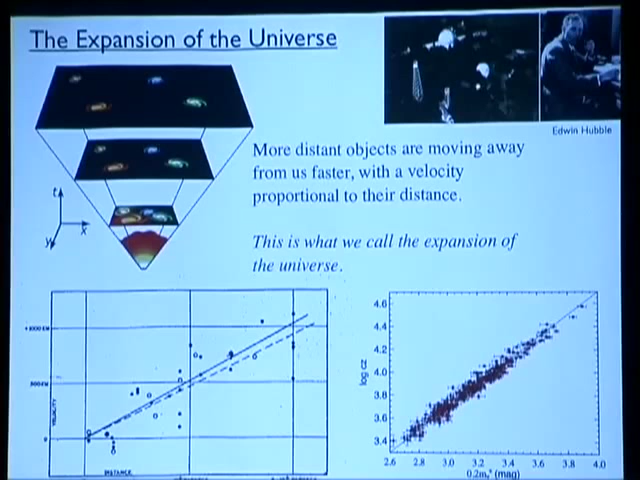 The Expansion of the Universe
Edwin Hubble
More distant objects are moving away
from us faster, with a velocity
proportional to their distance.
This is what we call the expansion of
the universe.
t
y
x
VELOCITY
0
DISTANCE
log cz
4.6
4.4
4.2
4.0
3.8
3.6
3.4
2.6 2.8 3.0 3.2 3.4 3.6 3.8 4.0
(mag)